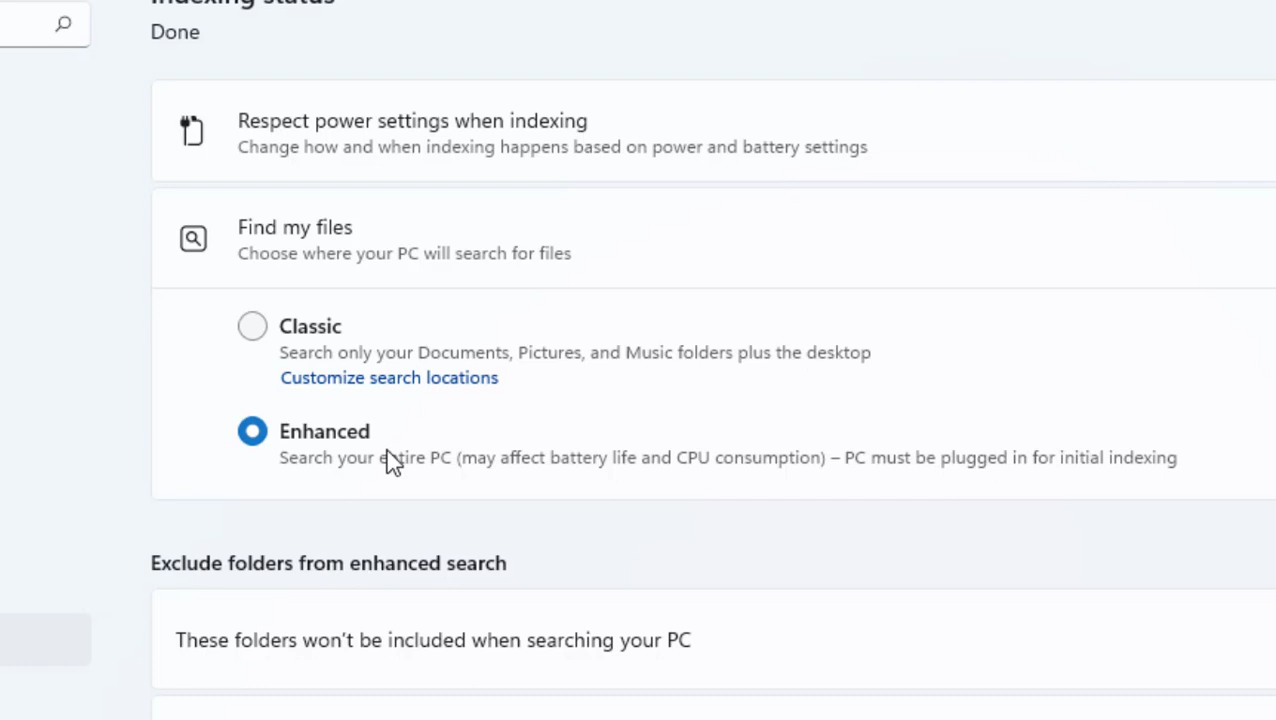 Indexing status
Done
Respect power settings when indexing
Change how and when indexing happens based on power and battery settings
Find my files
Choose where your PC will search for files
Classic
Search only your Documents, Pictures, and Music folders plus the desktop
Customize search locations
Enhanced
Search your entire PC (may affect battery life and CPU consumption) – PC must be plugged in for initial indexing
Exclude folders from enhanced search
These folders won't be included when searching your PC